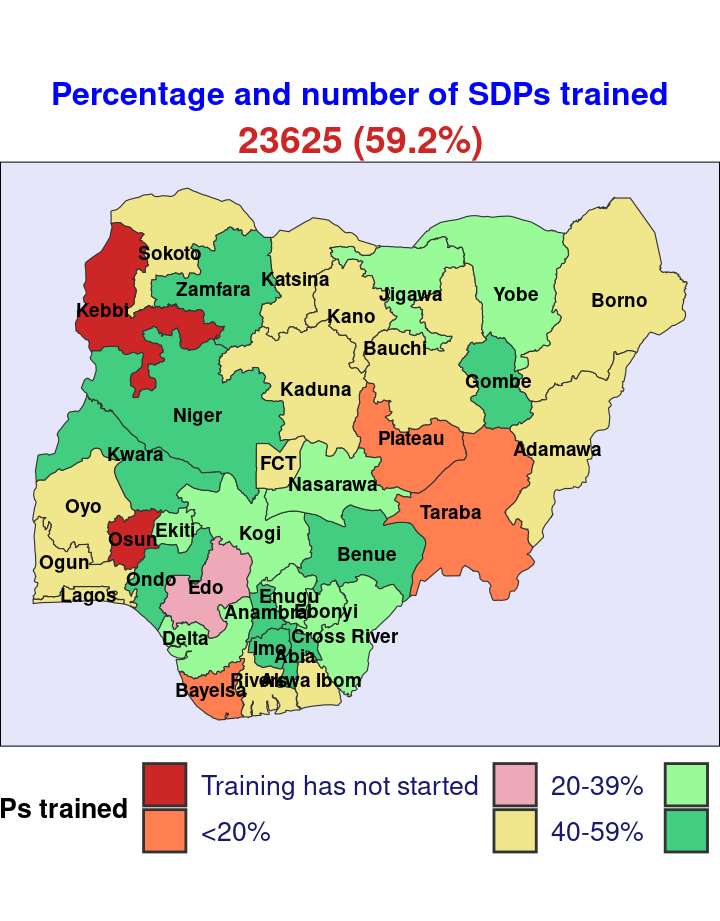 Percentage and number of SDPs trained
23625 (59.2%)
Sokoto
Zamfara
Katsina
Kebbi
Kano
Jigawa
Yobe
Borno
Bauchi
Kaduna
Gombe
Niger
Plateau
Adamawa
Kwara
FCT
Nasarawa
Oyo
Taraba
Osun
Ekiti
Kogi
Benue
Ogun
Ondo
Edo
Lagos
Enugu
Anambra
Ebonyi
Delta
Cross River
Imo
Abia
Rivers
Akwa Ibom
Bayelsa
Ps trained
Training has not started
20-39%
<20%
40-59%